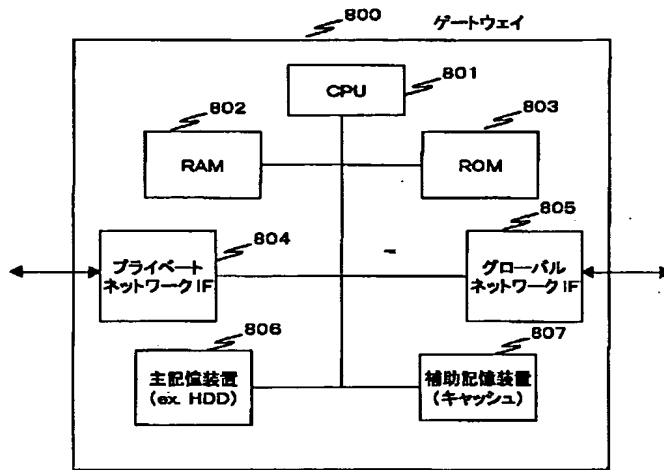 800
ゲートウェイ
801
CPU
802
RAM
803
ROM
804
プライベート
ネットワークIF
805
グローバル
ネットワークIF
806
主記憶装置
(ex. HDD)
807
補助記憶装置
(キャッシュ)